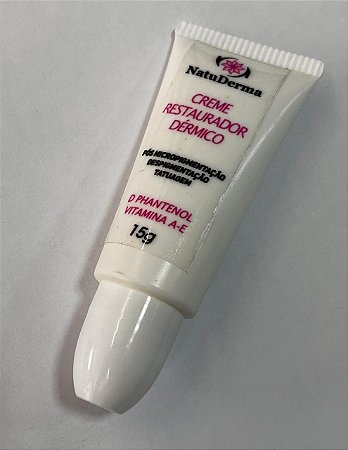 NatuDerma
CREME
RESTAURADOR
DÉRMICO
PÓS MICROPIGMENTAÇÃO
DESPIGMENTAÇÃO
TATUAGEM
D PHANTENOL
VITAMINA A-E
15g